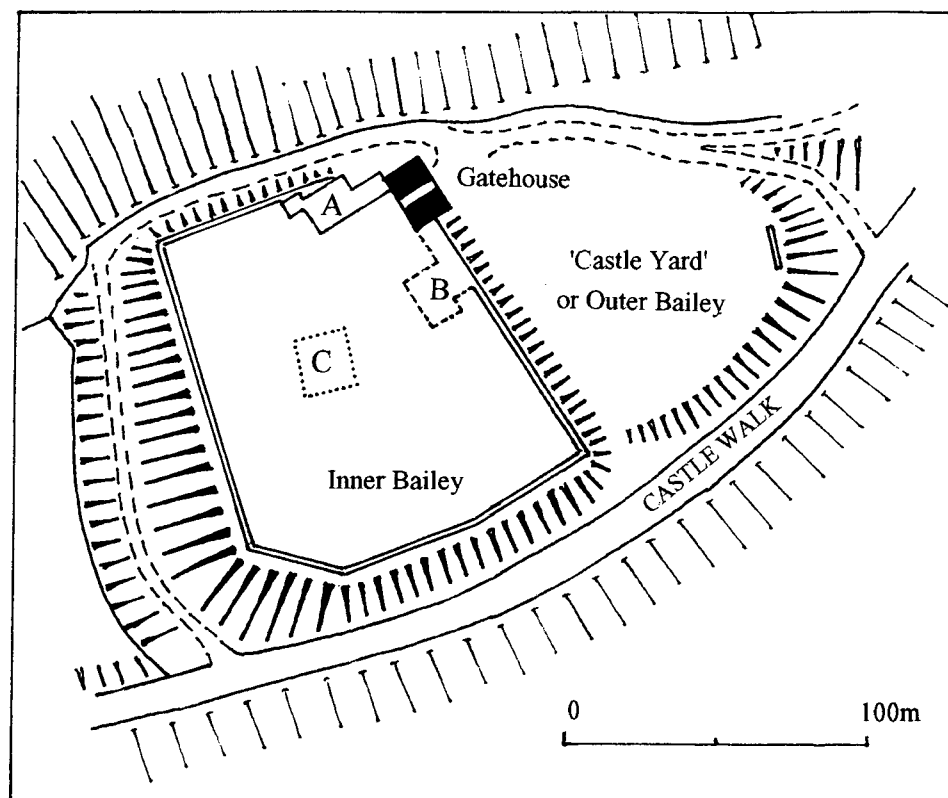 Gatehouse
A
'Castle Yard'
or Outer Bailey
B
C
Inner Bailey
CASTLE WALK
0 100m